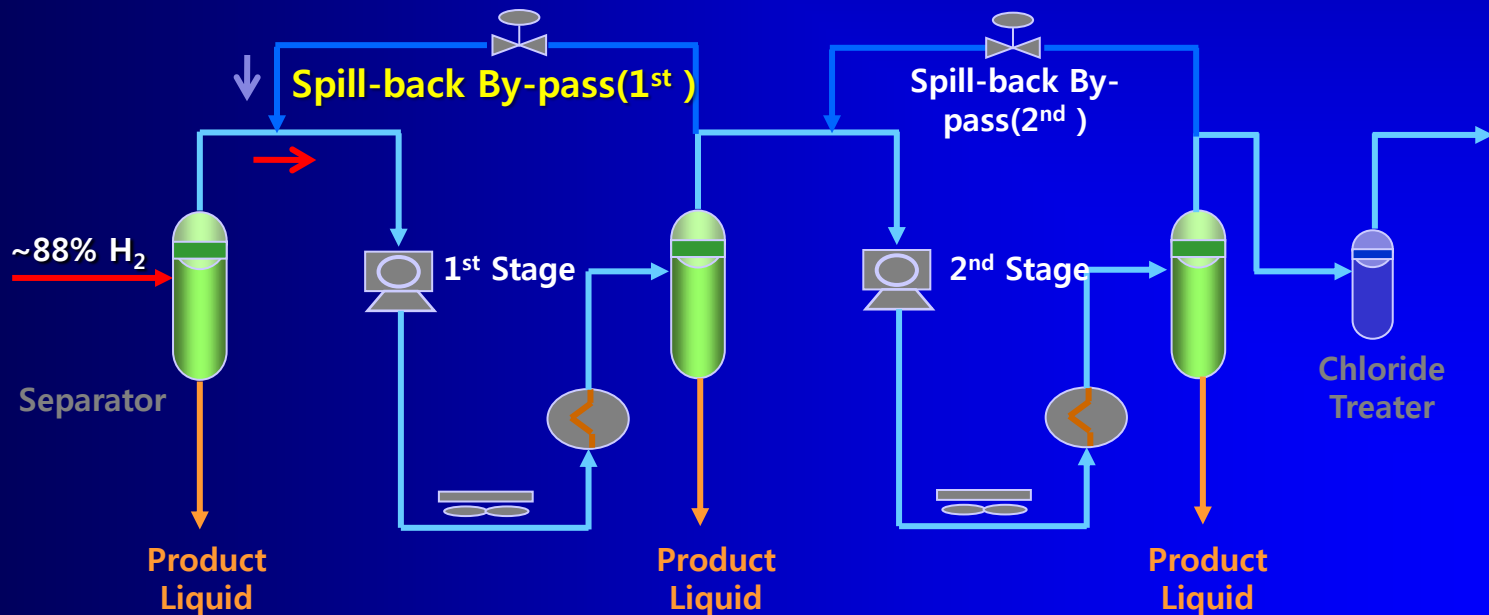 Spill-back By-pass(1st )
Spill-back By-
pass(2nd )
~88% H2
1st Stage
2nd Stage
Separator
Chloride
Treater
Product
Liquid
Product
Liquid
Product
Liquid